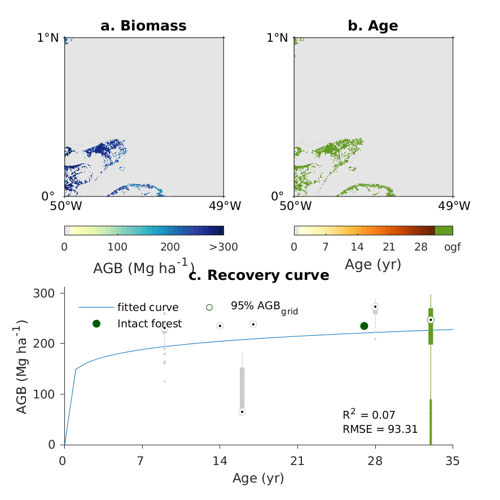 a. Biomass
b. Age
1°N
1°N
0°
0°
50°W
49°W
50°W
49°W
0
100
200
>300
0
7
14
21
28
ogf
AGB (Mg ha⁻¹)
Age (yr)
c. Recovery curve
300
200
100
0
AGB (Mg ha⁻¹)
fitted curve
95% AGB_grid
Intact forest
R² = 0.07
RMSE = 93.31
0
7
14
21
28
35
Age (yr)